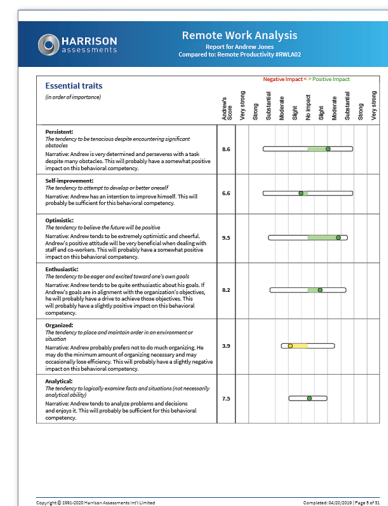 HARRISON
assessments
Remote Work Analysis
Report for Andrew Jones
Compared to: Remote Productivity #RWLA02
Essential traits
(in order of importance)
Negative Impact < > Positive Impact
Andrew's Score
Very strong
Strong
Substantial
Moderate
Slight
No Impact
Slight
Moderate
Substantial
Strong
Very strong
Persistent:
The tendency to be tenacious despite encountering significant
obstacles
Narrative: Andrew is very determined and perseveres with a task
despite many obstacles. This will probably have a somewhat positive
impact on this behavioral competency.
8.6
Self-improvement:
The tendency to attempt to develop or better oneself
Narrative: Andrew has an intention to improve himself. This will
probably be sufficient for this behavioral competency.
6.6
Optimistic:
The tendency to believe the future will be positive
Narrative: Andrew tends to be extremely optimistic and cheerful.
Andrew's positive attitude will be very beneficial when dealing with
staff and co-workers. This will probably have a somewhat positive
impact on this behavioral competency.
9.5
Enthusiastic:
The tendency to be eager and excited toward one's own goals
Narrative: Andrew tends to be quite enthusiastic about his goals. If
Andrew's goals are in alignment with the organization's objectives,
he will probably have a drive to achieve those objectives. This
will probably have a slightly positive impact on this behavioral
competency.
8.2
Organized:
The tendency to place and maintain order in an environment or
situation
Narrative: Andrew probably prefers not to do much organizing. He
may do the minimum amount of organizing necessary and may
occasionally lose efficiency. This will probably have a slightly negative
impact on this behavioral competency.
3.9
Analytical:
The tendency to logically examine facts and situations (not necessarily
analytical ability)
Narrative: Andrew tends to analyze problems and decisions
and enjoys it. This will probably be sufficient for this behavioral
competency.
7.5
Copyright © 1991-2020 Harrison Assessments Int'l Limited
Completed: 04/20/2019 | Page 5 of 31